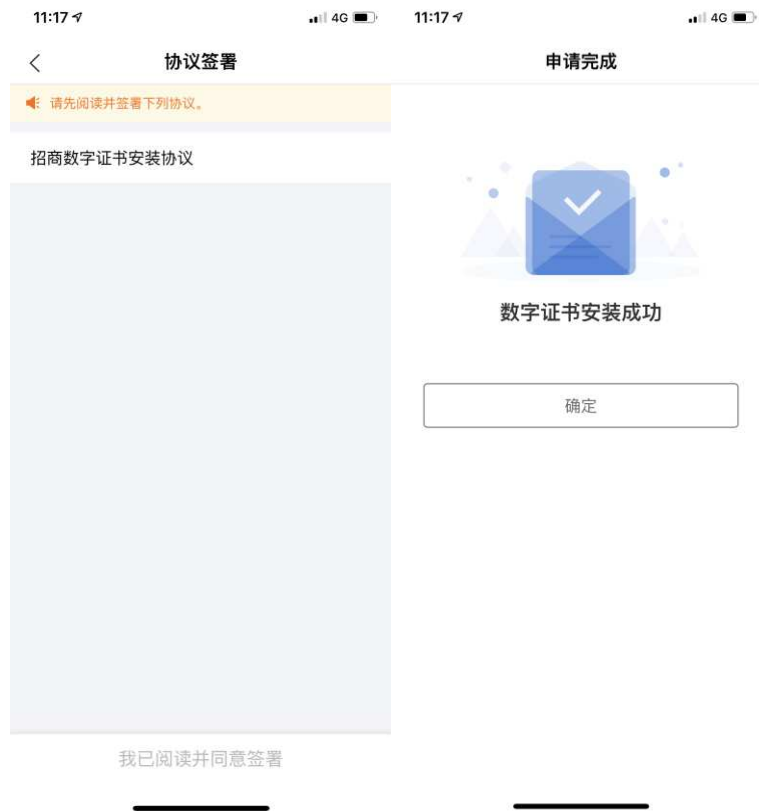 11:17
4G
协议签署
请先阅读并签署下列协议。
招商数字证书安装协议
我已阅读并同意签署
11:17
4G
申请完成
数字证书安装成功
确定